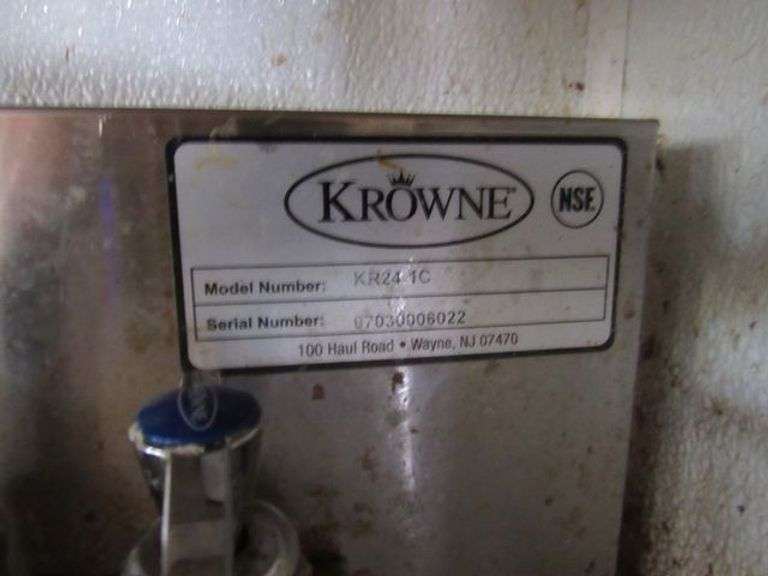 KROWNE NSF
Model Number: KR24 1C
Serial Number: 07030006022
100 Haul Road • Wayne, NJ 07470